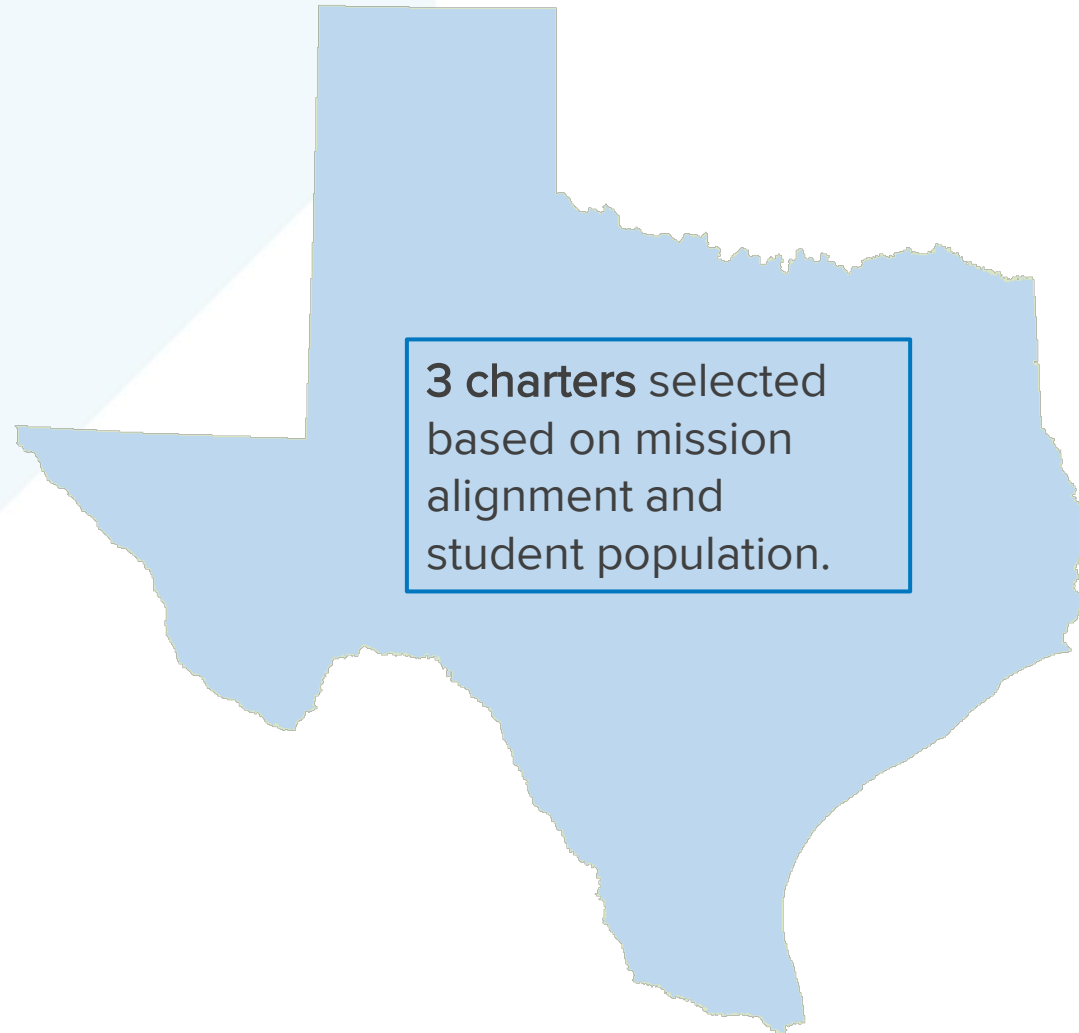 3 charters selected
based on mission
alignment and
student population.